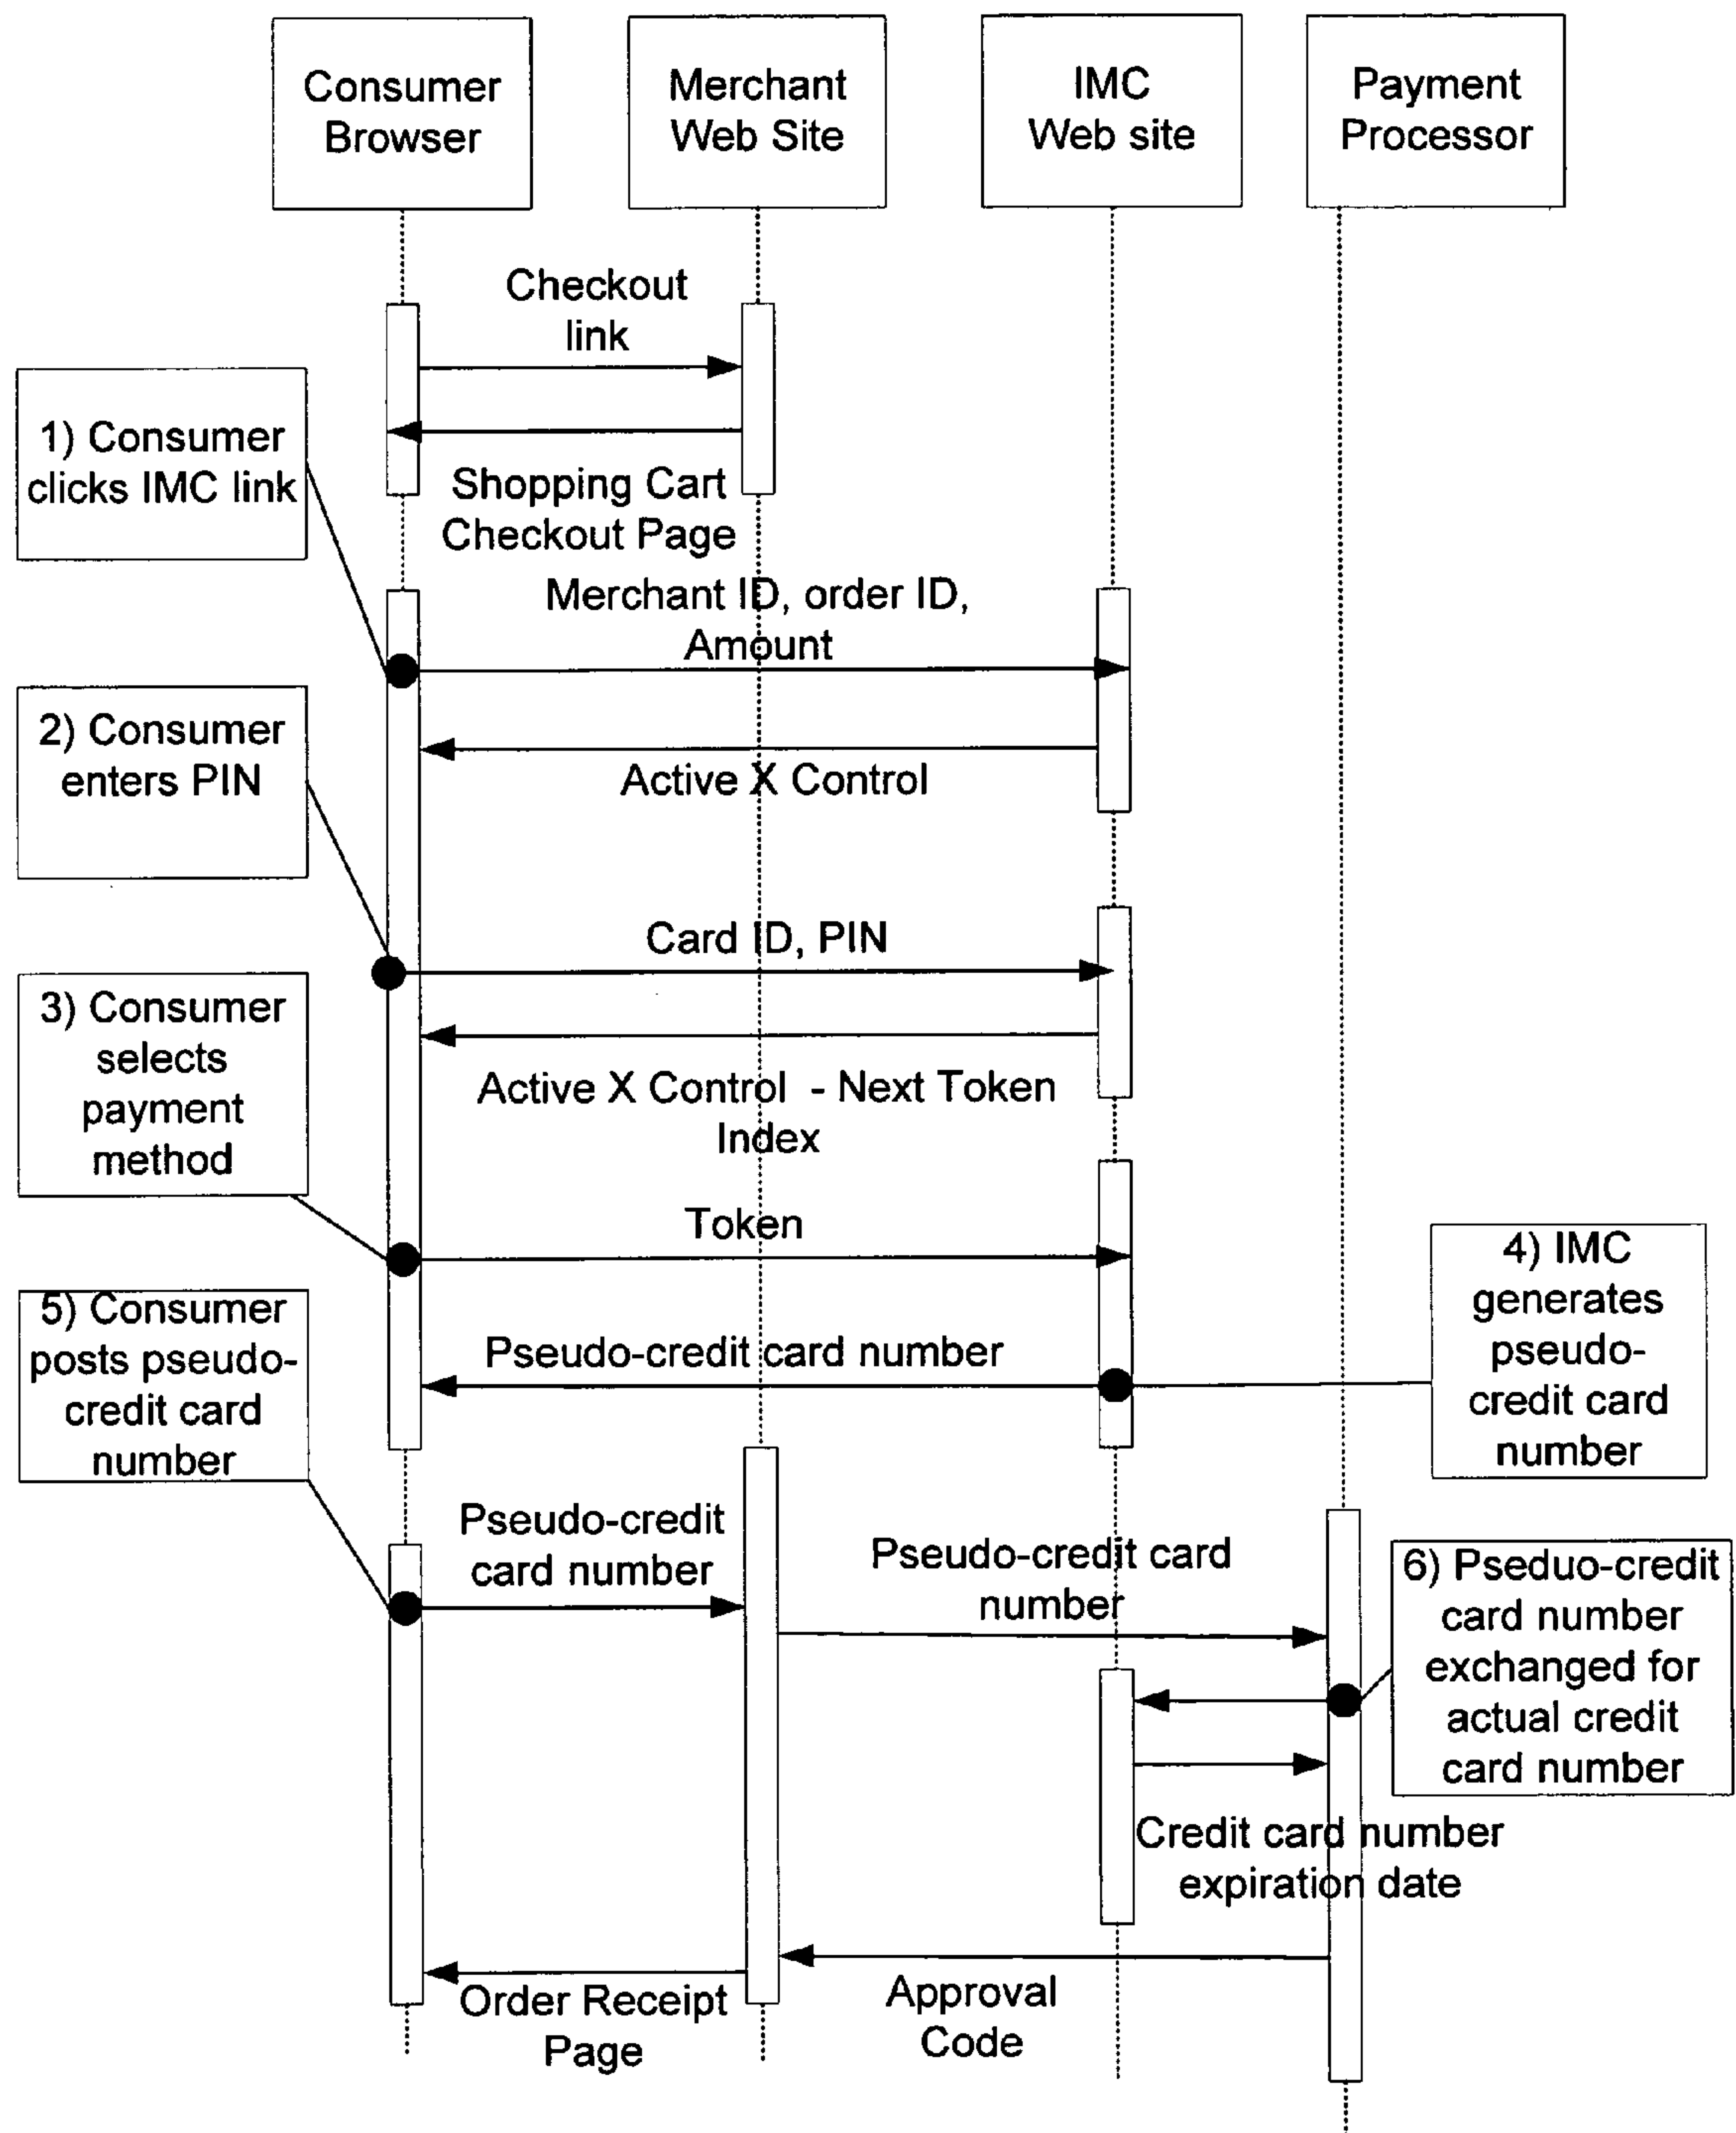 Consumer
Browser
Merchant
Web Site
IMC
Web site
Payment
Processor
Checkout
link
1) Consumer
clicks IMC link
Shopping Cart
Checkout Page
Merchant ID, order ID,
Amount
2) Consumer
enters PIN
Active X Control
Card ID, PIN
3) Consumer
selects
payment
method
Active X Control - Next Token
Index
Token
4) IMC
generates
pseudo-
credit card
number
5) Consumer
posts pseudo-
credit card
number
Pseudo-credit card number
Pseudo-credit
card number
Pseudo-credit card
number
6) Pseduo-credit
card number
exchanged for
actual credit
card number
Credit card number
expiration date
Order Receipt
Page
Approval
Code